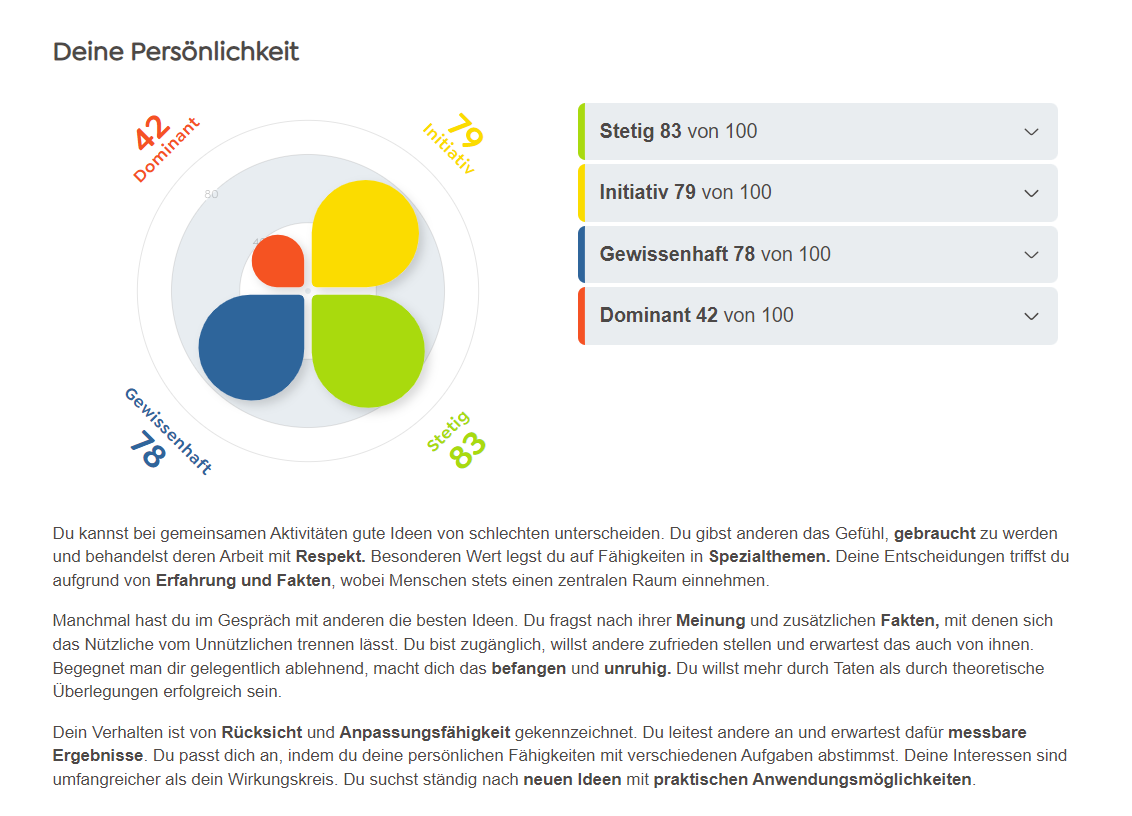 Deine Persönlichkeit
42
Dominant
79
Initiativ
80
Gewissenhaft
78
Stetig
83
Stetig 83 von 100
Initiativ 79 von 100
Gewissenhaft 78 von 100
Dominant 42 von 100
Du kannst bei gemeinsamen Aktivitäten gute Ideen von schlechten unterscheiden. Du gibst anderen das Gefühl, gebraucht zu werden
und behandelst deren Arbeit mit Respekt. Besonderen Wert legst du auf Fähigkeiten in Spezialthemen. Deine Entscheidungen triffst du
aufgrund von Erfahrung und Fakten, wobei Menschen stets einen zentralen Raum einnehmen.
Manchmal hast du im Gespräch mit anderen die besten Ideen. Du fragst nach ihrer Meinung und zusätzlichen Fakten, mit denen sich
das Nützliche vom Unnützlichen trennen lässt. Du bist zugänglich, willst andere zufrieden stellen und erwartest das auch von ihnen.
Begegnet man dir gelegentlich ablehnend, macht dich das befangen und unruhig. Du willst mehr durch Taten als durch theoretische
Überlegungen erfolgreich sein.
Dein Verhalten ist von Rücksicht und Anpassungsfähigkeit gekennzeichnet. Du leitest andere an und erwartest dafür messbare
Ergebnisse. Du passt dich an, indem du deine persönlichen Fähigkeiten mit verschiedenen Aufgaben abstimmst. Deine Interessen sind
umfangreicher als dein Wirkungskreis. Du suchst ständig nach neuen Ideen mit praktischen Anwendungsmöglichkeiten.